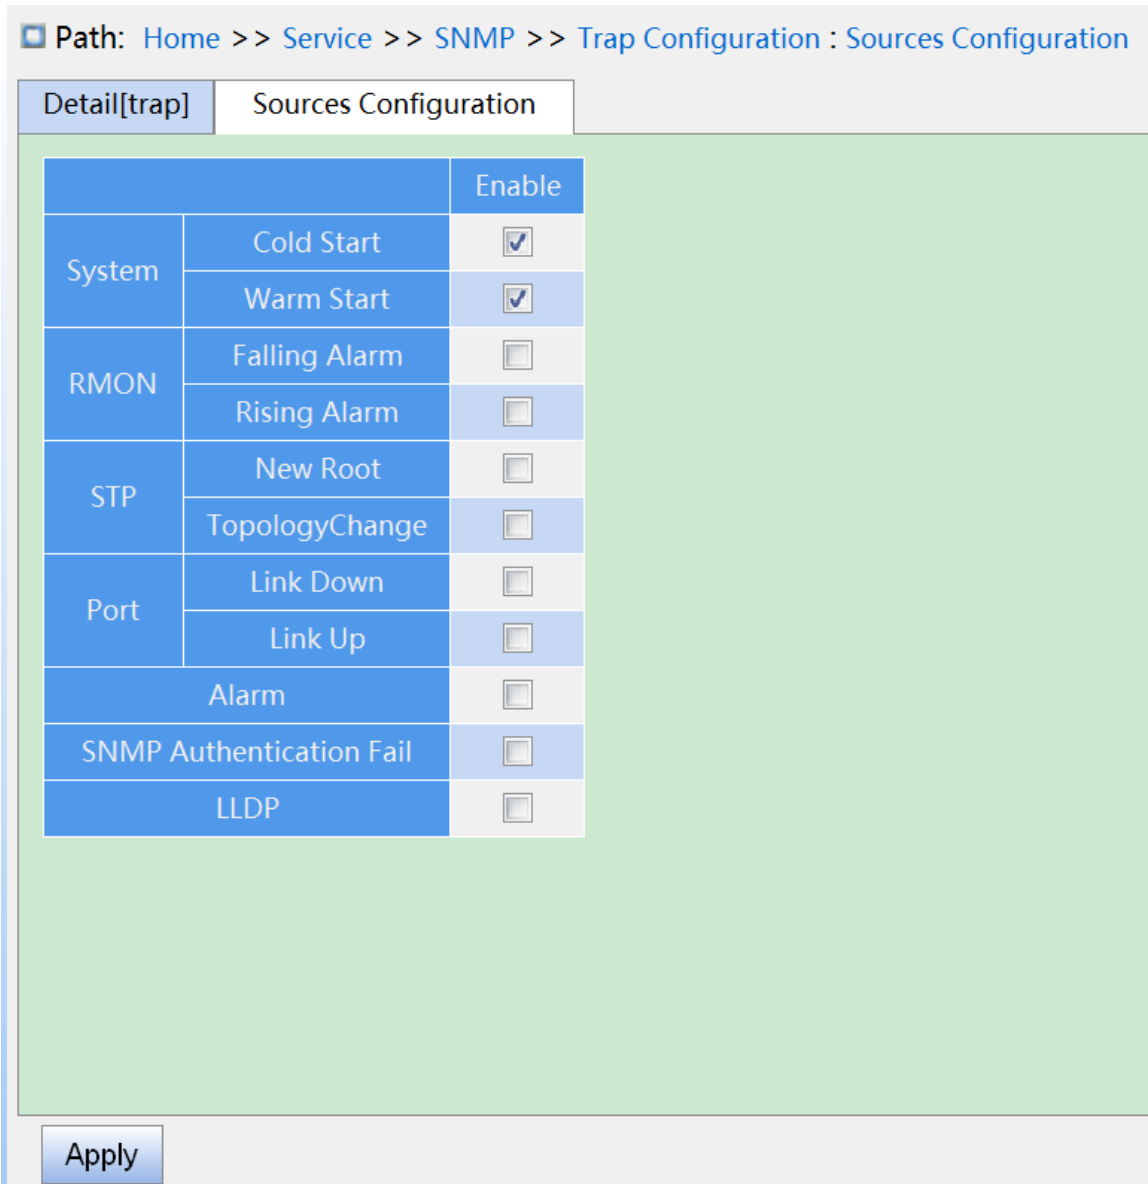 Path: Home >> Service >> SNMP >> Trap Configuration : Sources Configuration
Detail[trap] Sources Configuration
Enable
System Cold Start
Warm Start
RMON Falling Alarm
Rising Alarm
STP New Root
TopologyChange
Port Link Down
Link Up
Alarm
SNMP Authentication Fail
LLDP
Apply